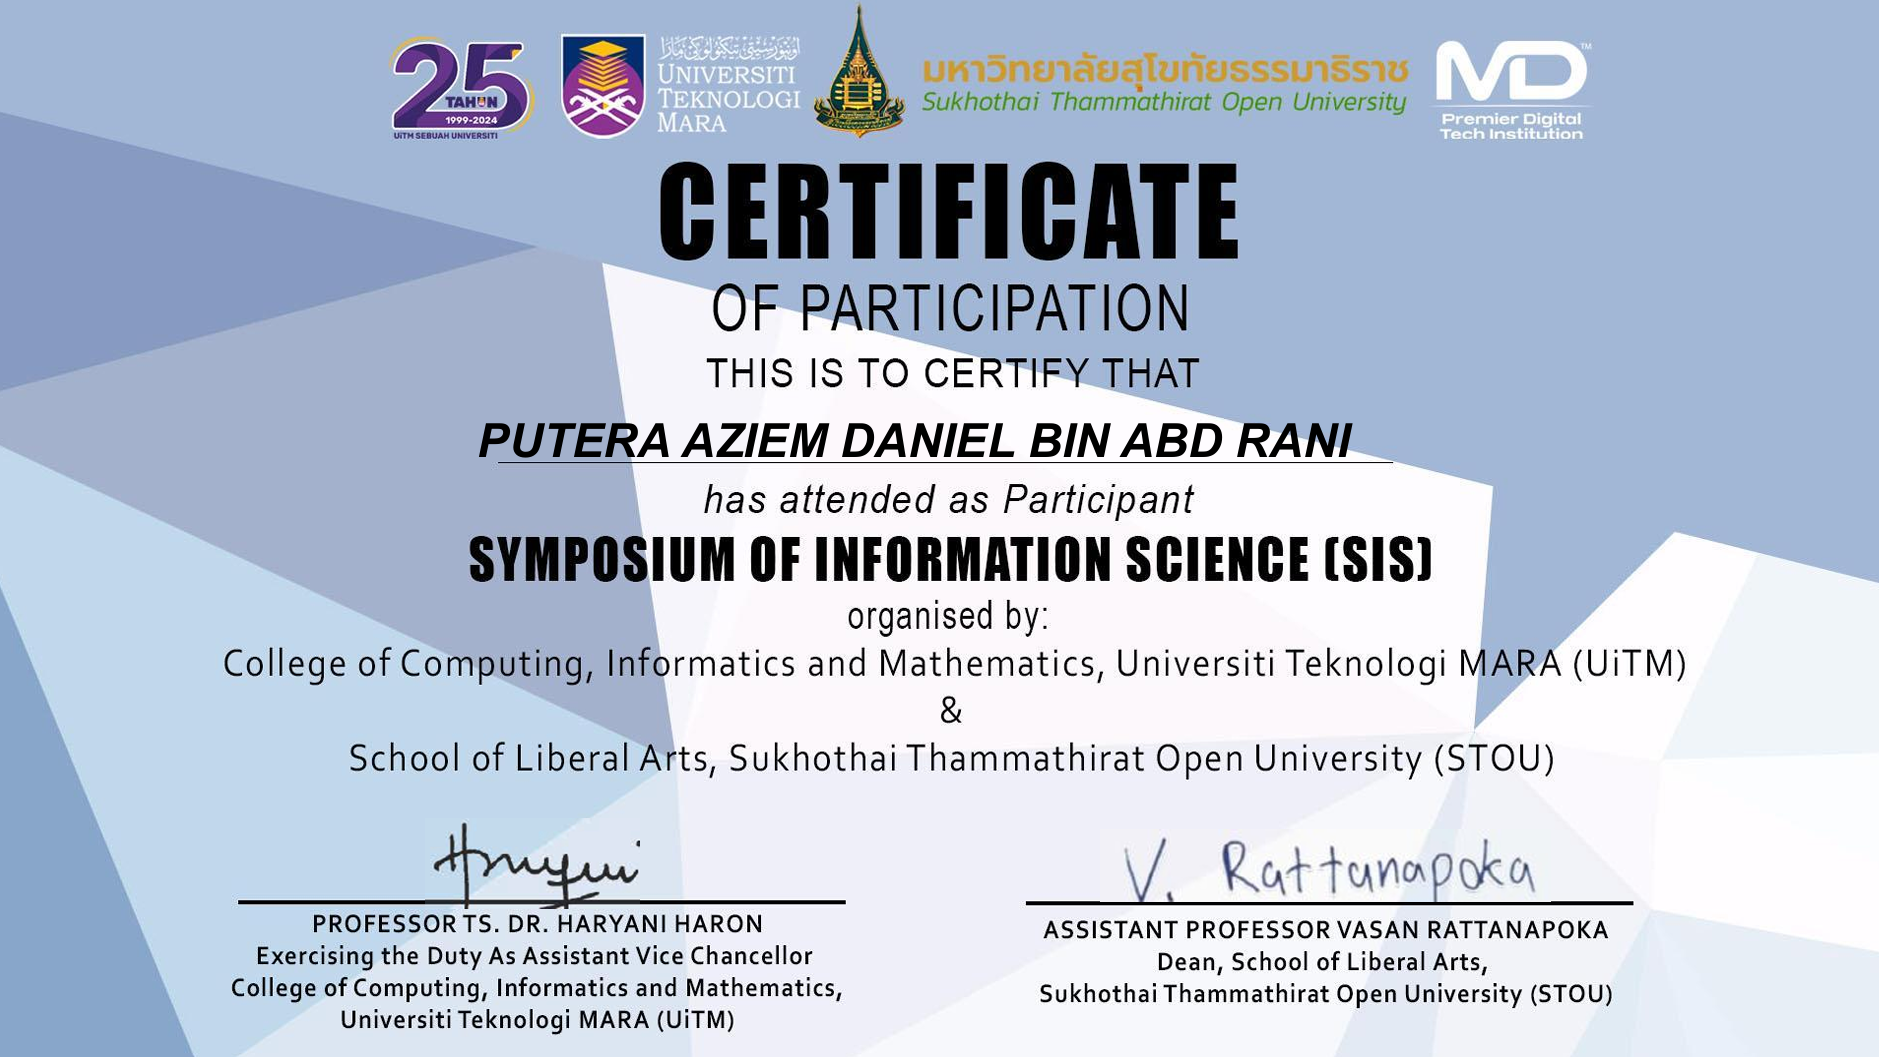 25
TAHUN
1999-2024
UiTM SEBUAH UNIVERSITI
اونيۏرسيتي تيكنولوݢي مارا
UNIVERSITI
TEKNOLOGI
MARA
มหาวิทยาลัยสุโขทัยธรรมาธิราช
Sukhothai Thammathirat Open University
MD™
Premier Digital
Tech Institution
CERTIFICATE
OF PARTICIPATION
THIS IS TO CERTIFY THAT
PUTERA AZIEM DANIEL BIN ABD RANI
has attended as Participant
SYMPOSIUM OF INFORMATION SCIENCE (SIS)
organised by:
College of Computing, Informatics and Mathematics, Universiti Teknologi MARA (UiTM)
&
School of Liberal Arts, Sukhothai Thammathirat Open University (STOU)
V. Rattanapoka
PROFESSOR TS. DR. HARYANI HARON
Exercising the Duty As Assistant Vice Chancellor
College of Computing, Informatics and Mathematics,
Universiti Teknologi MARA (UiTM)
ASSISTANT PROFESSOR VASAN RATTANAPOKA
Dean, School of Liberal Arts,
Sukhothai Thammathirat Open University (STOU)